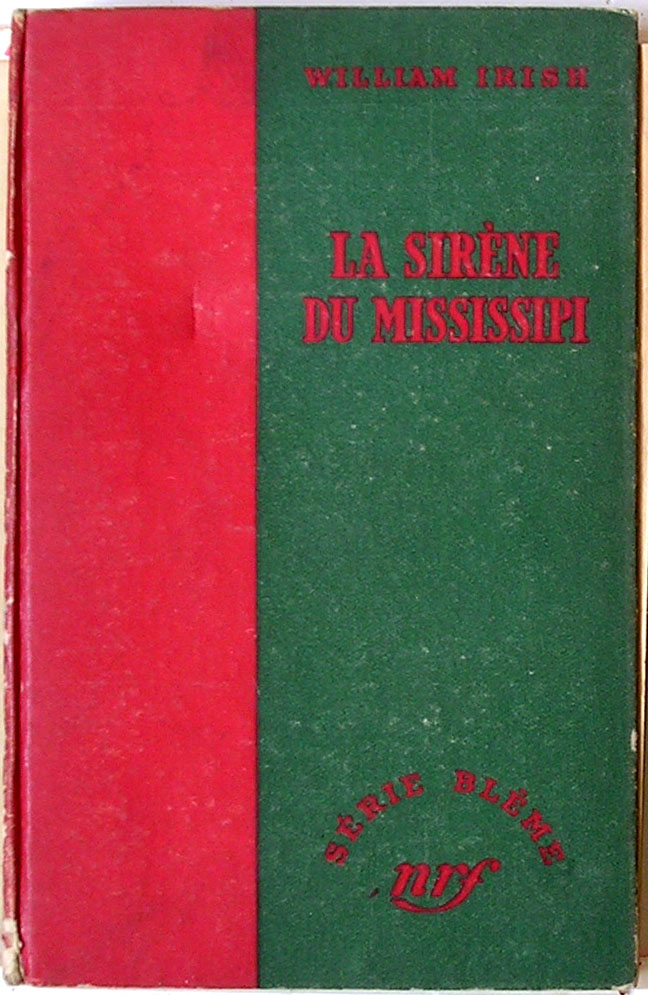 WILLIAM IRISH
LA SIRÈNE
DU MISSISSIPI
SÉRIE BLÊME
nrf